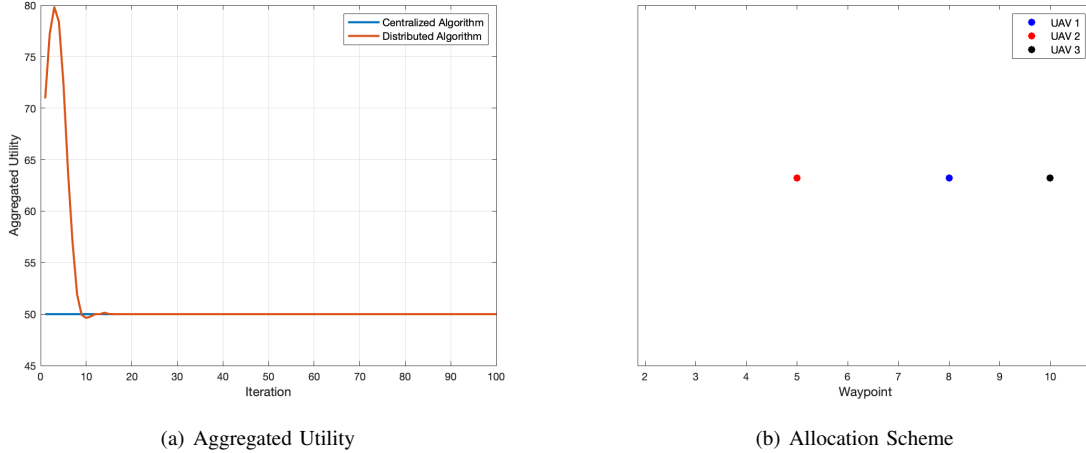 80
75
70
65
60
55
50
45
Aggregated Utility
Centralized Algorithm
Distributed Algorithm
0 10 20 30 40 50 60 70 80 90 100
Iteration
(a) Aggregated Utility
UAV 1
UAV 2
UAV 3
2 3 4 5 6 7 8 9 10
Waypoint
(b) Allocation Scheme